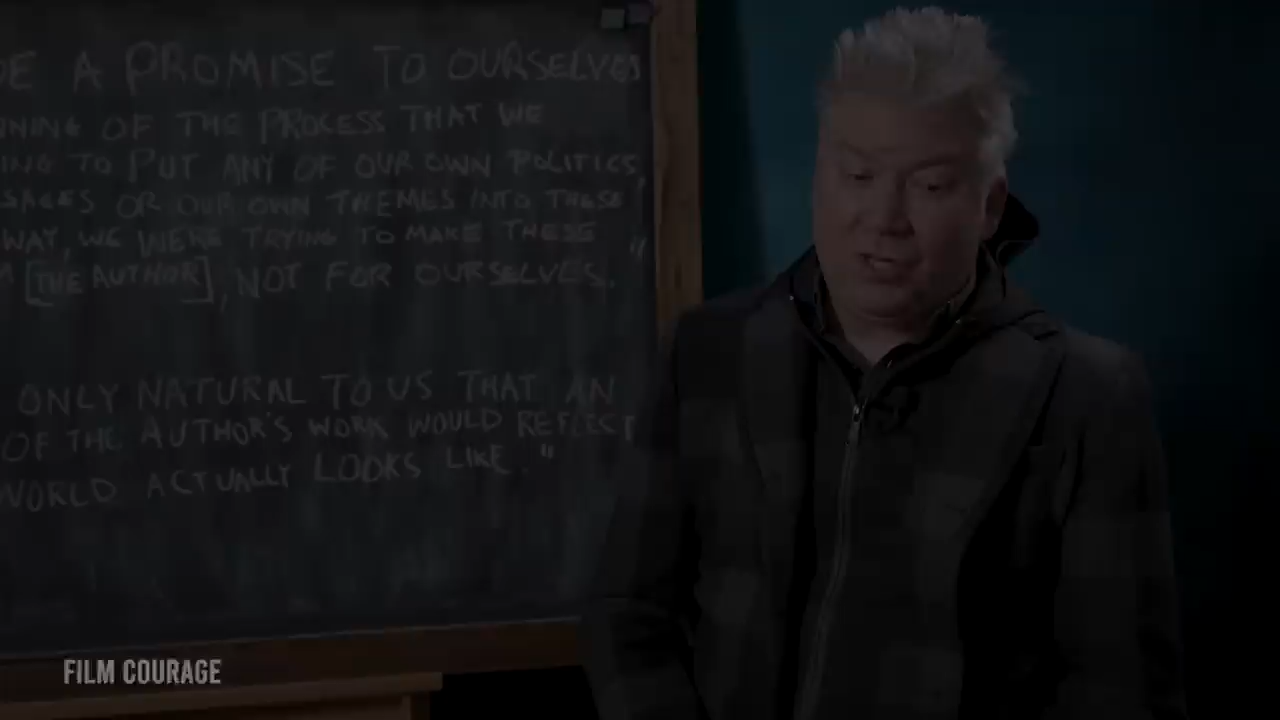 A PROMISE TO OURSELVES
OF THE PROCESS THAT WE
TO PUT ANY OF OUR OWN POLITICS,
OR OUR OWN THEMES INTO THESE
WAY, WE WERE TRYING TO MAKE THESE
[THE AUTHOR], NOT FOR OURSELVES."
ONLY NATURAL TO US THAT AN
OF THE AUTHOR'S WORK WOULD REFLECT
WORLD ACTUALLY LOOKS LIKE."
FILM COURAGE